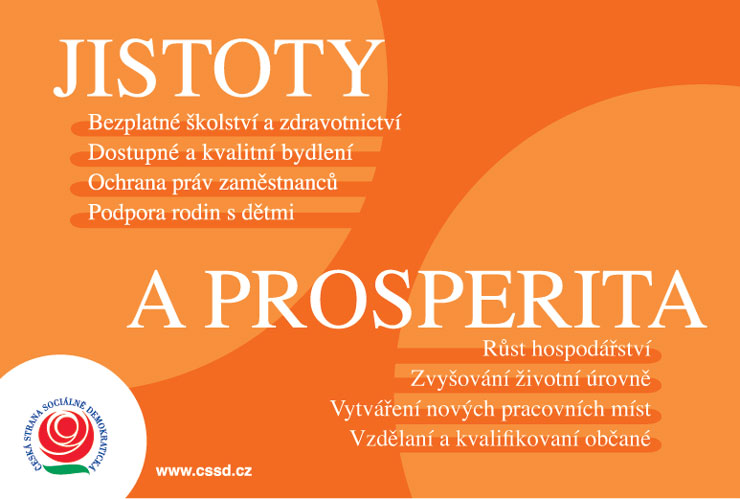 JISTOTY
Bezplatné školství a zdravotnictví
Dostupné a kvalitní bydlení
Ochrana práv zaměstnanců
Podpora rodin s dětmi
A PROSPERITA
Růst hospodářství
Zvyšování životní úrovně
Vytváření nových pracovních míst
Vzdělaní a kvalifikovaní občané
ČESKÁ STRANA SOCIÁLNĚ DEMOKRATICKÁ
www.cssd.cz